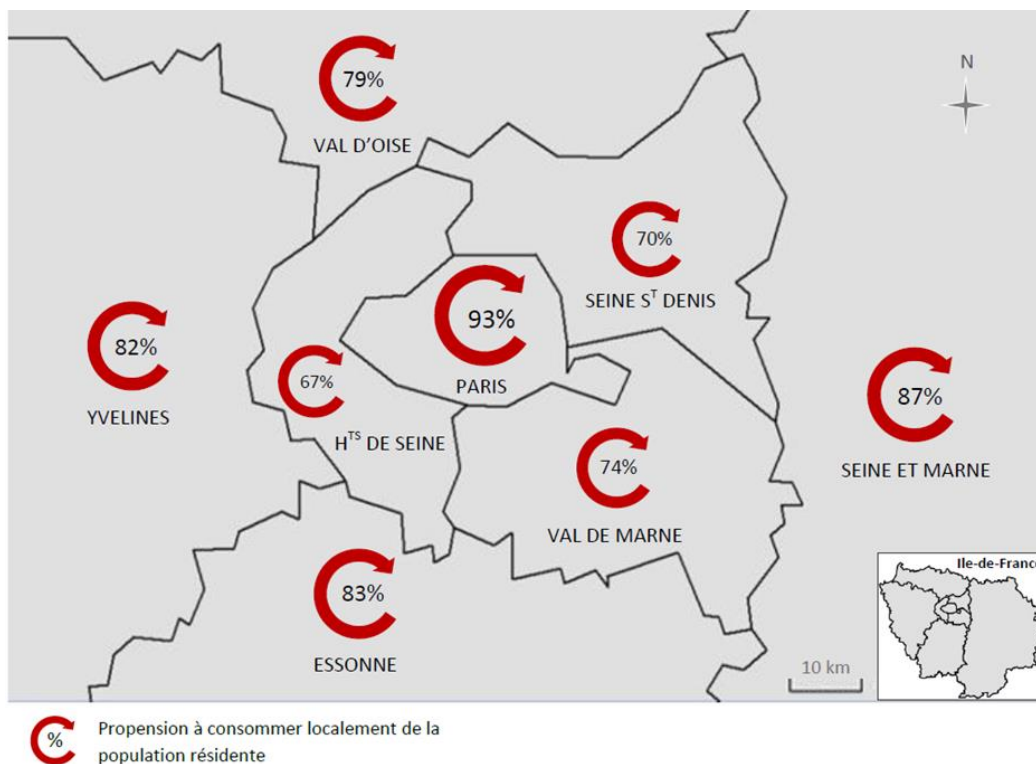 79%
VAL D'OISE
N
70%
SEINE Sᵀ DENIS
93%
PARIS
82%
YVELINES
67%
Hᵀˢ DE SEINE
87%
SEINE ET MARNE
74%
VAL DE MARNE
83%
ESSONNE
Ile-de-France
10 km
% Propension à consommer localement de la
population résidente